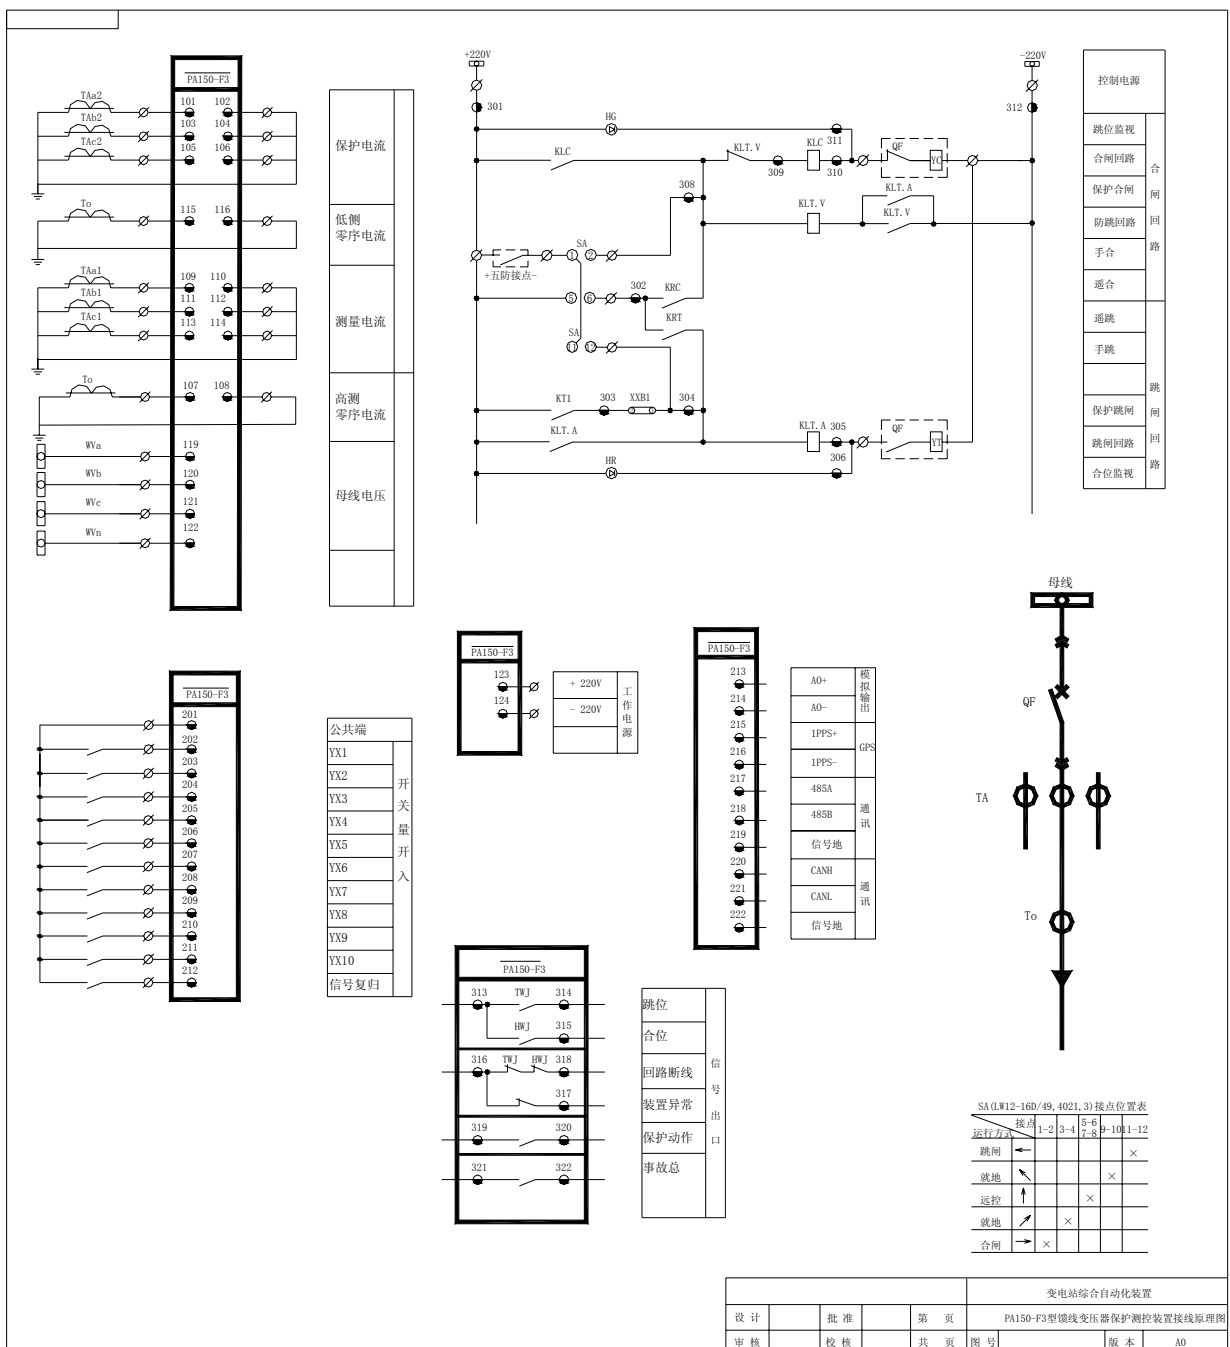 PA150-F3
TAa2
101
102
TAb2
103
104
TAc2
105
106
To
115
116
TAa1
109
110
TAb1
111
112
TAc1
113
114
To
107
108
WVa
119
WVb
120
WVc
121
WVn
122
保护电流
低侧
零序电流
测量电流
高测
零序电流
母线电压
+220V
-220V
301
312
HG
311
KLC
KLT.V
309
KLC
310
QF
YC
308
KLT.A
KLT.V
KLT.V
SA
1
2
+五防接点-
5
6
302
KRC
KRT
SA
11
12
KT1
303
XXB1
304
KLT.A
KLT.A
305
QF
YT
HR
306
控制电源
跳位监视
合闸回路
保护合闸
防跳回路
手合
遥合
合闸回路
遥跳
手跳
保护跳闸
跳闸回路
合位监视
跳闸回路
PA150-F3
201
202
203
204
205
206
207
208
209
210
211
212
公共端
YX1
YX2
YX3
YX4
YX5
YX6
YX7
YX8
YX9
YX10
信号复归
开关量开入
PA150-F3
123
124
+ 220V
- 220V
工作电源
PA150-F3
213
214
215
216
217
218
219
220
221
222
AO+
AO-
模拟输出
1PPS+
1PPS-
GPS
485A
485B
信号地
通讯
CANH
CANL
信号地
通讯
PA150-F3
313
TWJ
314
HWJ
315
316
TWJ
HWJ
318
317
319
320
321
322
跳位
合位
回路断线
装置异常
保护动作
事故总
信号出口
母线
QF
TA
To
SA(LW12-16D/49,4021,3)接点位置表
接点
运行方式
1-2
3-4
5-6
7-8
9-10
11-12
跳闸 ← ×
就地 ↖ ×
远控 ↑ ×
就地 ↗ ×
合闸 → ×
变电站综合自动化装置
设 计
批 准
第 页
PA150-F3型馈线变压器保护测控装置接线原理图
审 核
校 核
共 页
图 号
版 本
A0